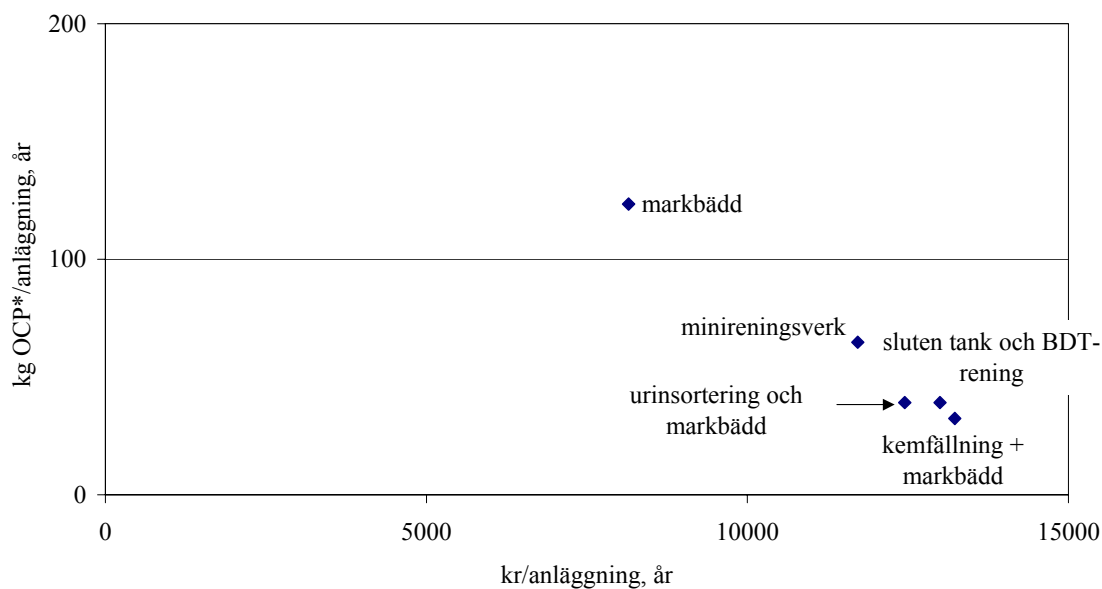 200
markbädd
kg OCP*/anläggning, år
100
minireningsverk
sluten tank och BDT-
rening
urinsortering och
markbädd
kemfällning +
markbädd
0
0
5000
10000
15000
kr/anläggning, år